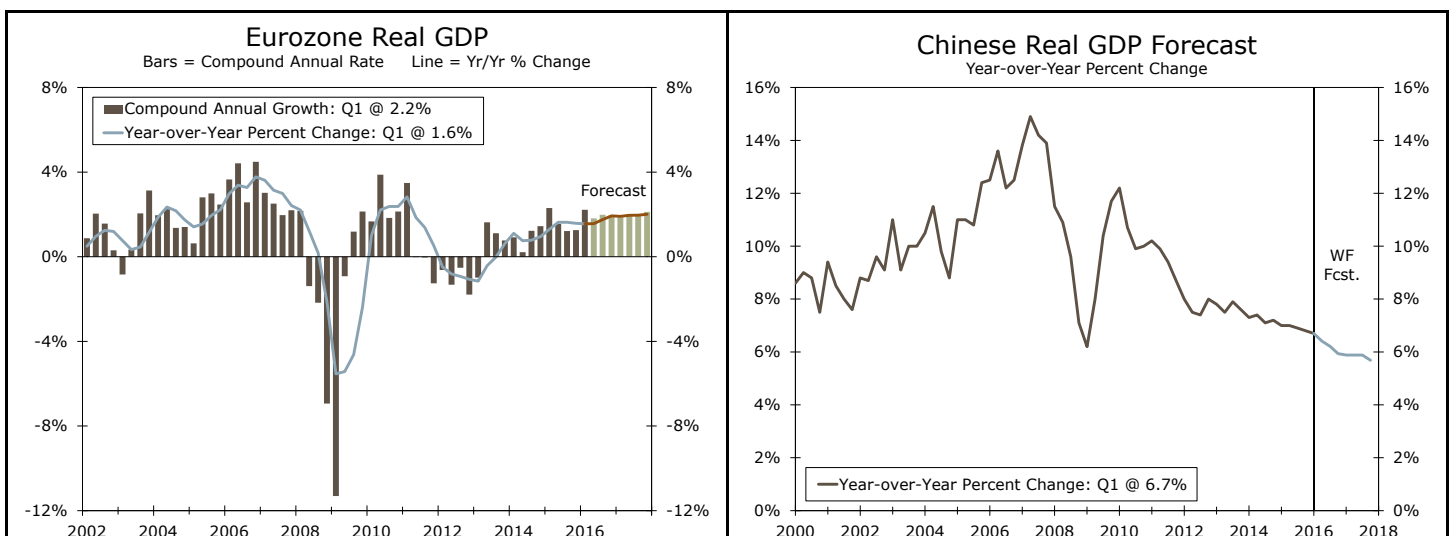 Eurozone Real GDP
Bars = Compound Annual Rate Line = Yr/Yr % Change
8%
4%
0%
-4%
-8%
-12%
8%
4%
0%
-4%
-8%
-12%
Compound Annual Growth: Q1 @ 2.2%
Year-over-Year Percent Change: Q1 @ 1.6%
Forecast
2002 2004 2006 2008 2010 2012 2014 2016
Chinese Real GDP Forecast
Year-over-Year Percent Change
16%
14%
12%
10%
8%
6%
4%
2%
0%
16%
14%
12%
10%
8%
6%
4%
2%
0%
WF
Fcst.
Year-over-Year Percent Change: Q1 @ 6.7%
2000 2002 2004 2006 2008 2010 2012 2014 2016 2018